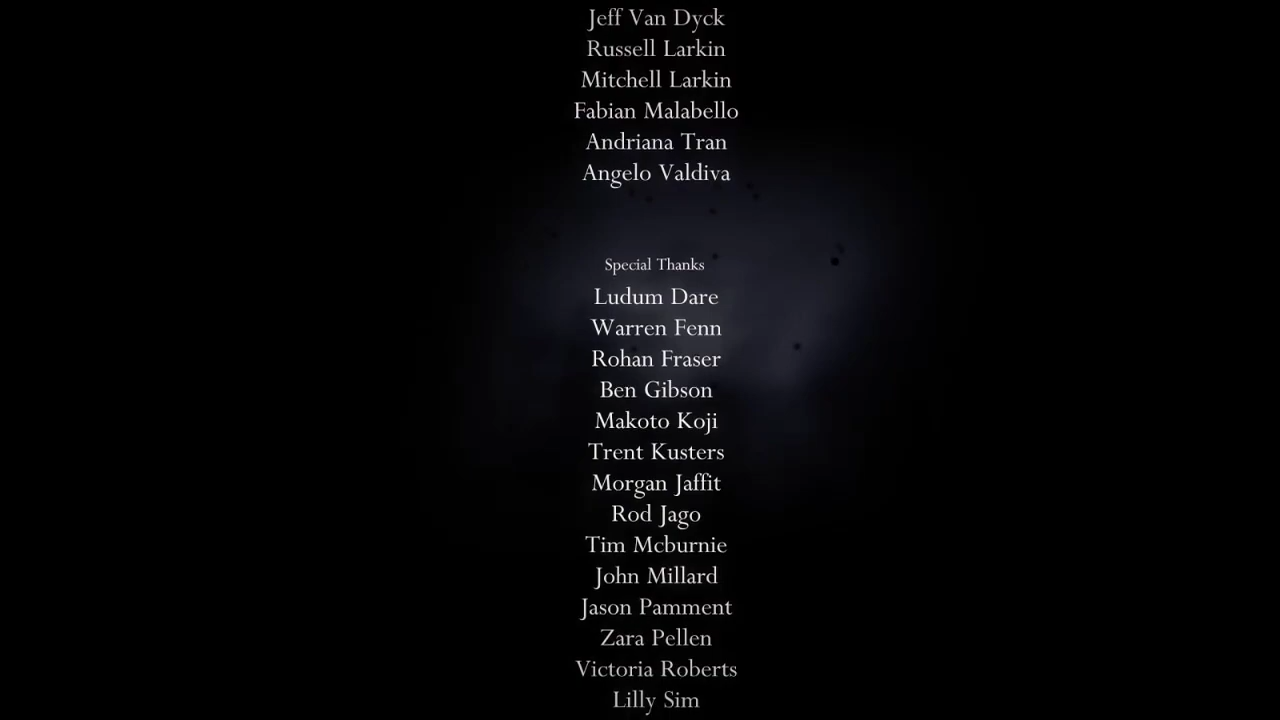 Jeff Van Dyck
Russell Larkin
Mitchell Larkin
Fabian Malabello
Andriana Tran
Angelo Valdiva
Special Thanks
Ludum Dare
Warren Fenn
Rohan Fraser
Ben Gibson
Makoto Koji
Trent Kusters
Morgan Jaffit
Rod Jago
Tim Mcburnie
John Millard
Jason Pamment
Zara Pellen
Victoria Roberts
Lilly Sim